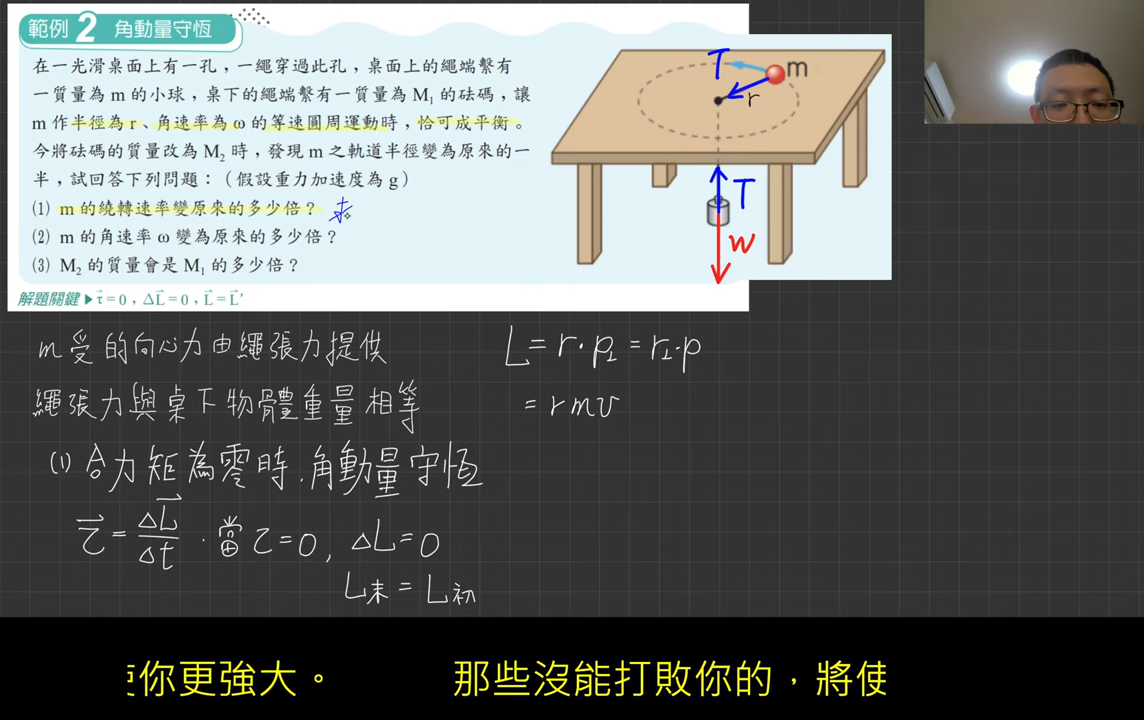 範例2 角動量守恆
在一光滑桌面上有一孔,一繩穿過此孔,桌面上的繩端繫有
一質量為 m 的小球,桌下的繩端繫有一質量為 M₁ 的砝碼,讓
m 作半徑為 r、角速率為 ω 的等速圓周運動時,恰可成平衡。
今將砝碼的質量改為 M₂ 時,發現 m 之軌道半徑變為原來的一
半,試回答下列問題:(假設重力加速度為 g)
(1) m 的繞轉速率變原來的多少倍?
(2) m 的角速率 ω 變為原來的多少倍?
(3) M₂ 的質量會是 M₁ 的多少倍?
解題關鍵▶τ⃗=0,ΔL⃗=0,L⃗=L⃗′
T
m
r
T
W
m受的向心力由繩張力提供
繩張力與桌下物體重量相等
(1) 合力矩為零時.角動量守恆
τ⃗ = ΔL⃗/Δt.當τ=0, ΔL=0
L末 = L初
L = r·p⊥ = r⊥·p
= rmv
你更強大。 那些沒能打敗你的,將使